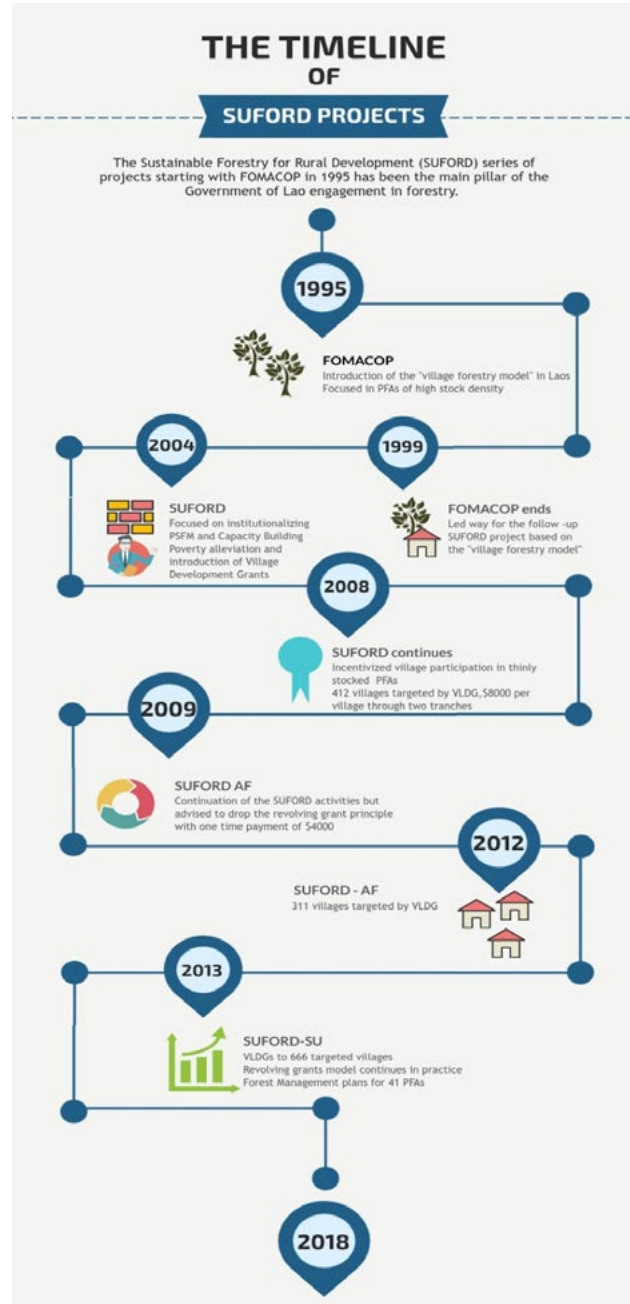 THE TIMELINE
OF
SUFORD PROJECTS
The Sustainable Forestry for Rural Development (SUFORD) series of
projects starting with FOMACOP in 1995 has been the main pillar of the
Government of Lao engagement in forestry.
1995
FOMACOP
Introduction of the "village forestry model" in Laos
Focused in PFAs of high stock density
1999
FOMACOP ends
Led way for the follow -up
SUFORD project based on
the "village forestry model"
2004
SUFORD
Focused on institutionalizing
PSFM and Capacity Building
Poverty alleviation and
introduction of Village
Development Grants
2008
SUFORD continues
Incentivized village participation in thinly
stocked PFAs
412 villages targeted by VLDG,$8000 per
village through two tranches
2009
SUFORD AF
Continuation of the SUFORD activities but
advised to drop the revolving grant principle
with one time payment of $4000
2012
SUFORD - AF
311 villages targeted by VLDG
2013
SUFORD-SU
VLDGs to 666 targeted villages
Revolving grants model continues in practice
Forest Management plans for 41 PFAs
2018